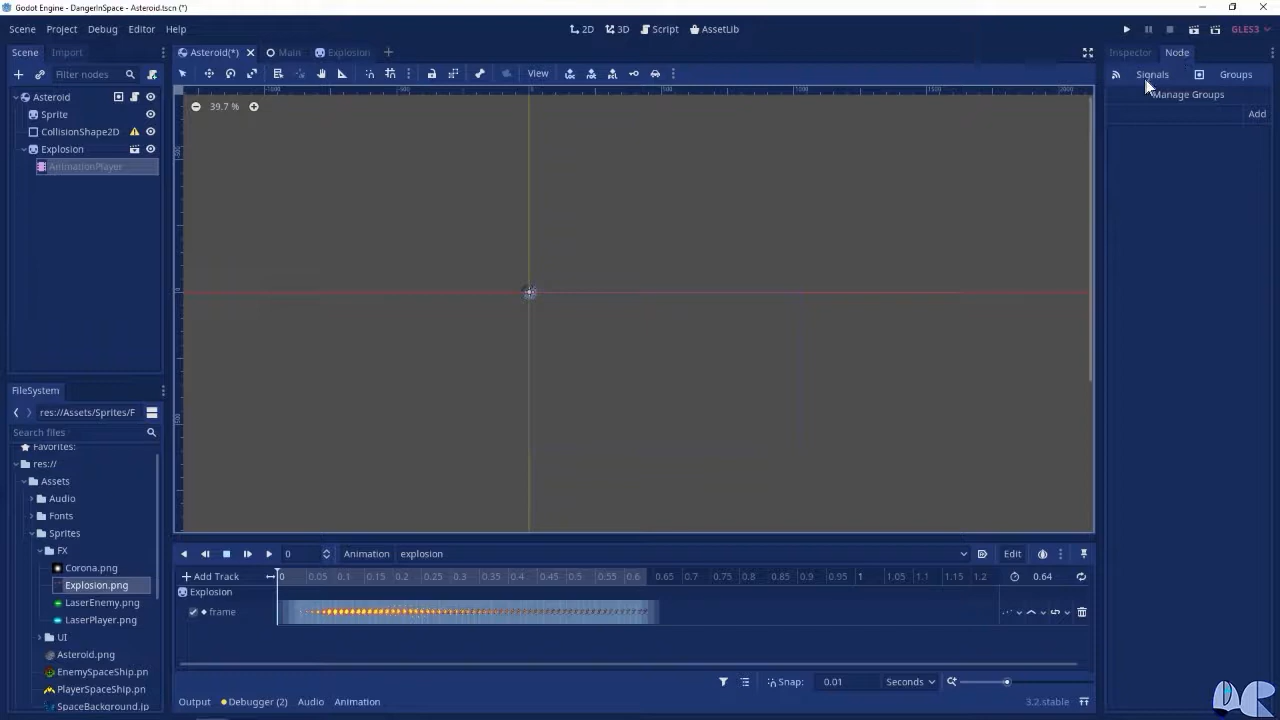 Godot Engine - DangerInSpace - Asteroid.tscn (*)
Scene Project Debug Editor Help
2D 3D Script AssetLib
GLES3
Scene Import
Asteroid(*) Main Explosion
Inspector Node
Filter nodes
View
Signals Groups
Manage Groups
Add
Asteroid
Sprite
CollisionShape2D
Explosion
AnimationPlayer
39.7 %
FileSystem
res://Assets/Sprites/F
Search files
Favorites:
res://
Assets
Audio
Fonts
Sprites
FX
Corona.png
Explosion.png
LaserEnemy.png
LaserPlayer.png
UI
Asteroid.png
EnemySpaceShip.pn
PlayerSpaceShip.pn
SpaceBackground.jp
0 Animation explosion Edit
Add Track 0 0.05 0.1 0.15 0.2 0.25 0.3 0.35 0.4 0.45 0.5 0.55 0.6 0.65 0.7 0.75 0.8 0.85 0.9 0.95 1 1.05 1.1 1.15 1.2 0.64
Explosion
frame
Snap: 0.01 Seconds
Output Debugger (2) Audio Animation 3.2.stable